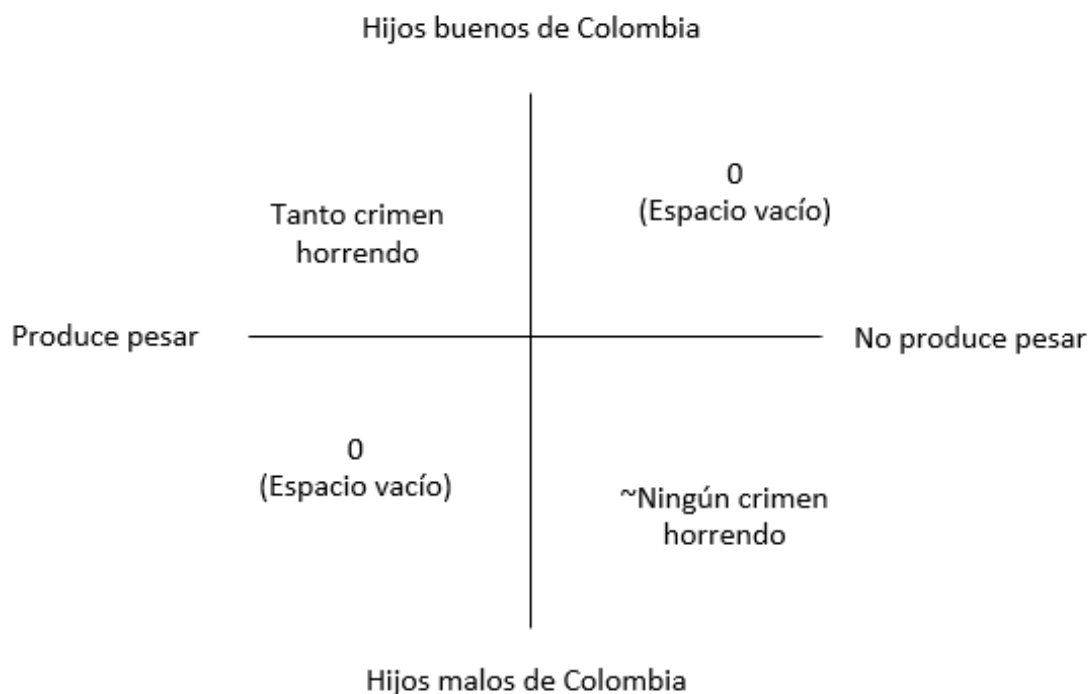 Hijos buenos de Colombia
0
(Espacio vacío)
Tanto crimen
horrendo
Produce pesar
No produce pesar
0
(Espacio vacío)
~Ningún crimen
horrendo
Hijos malos de Colombia